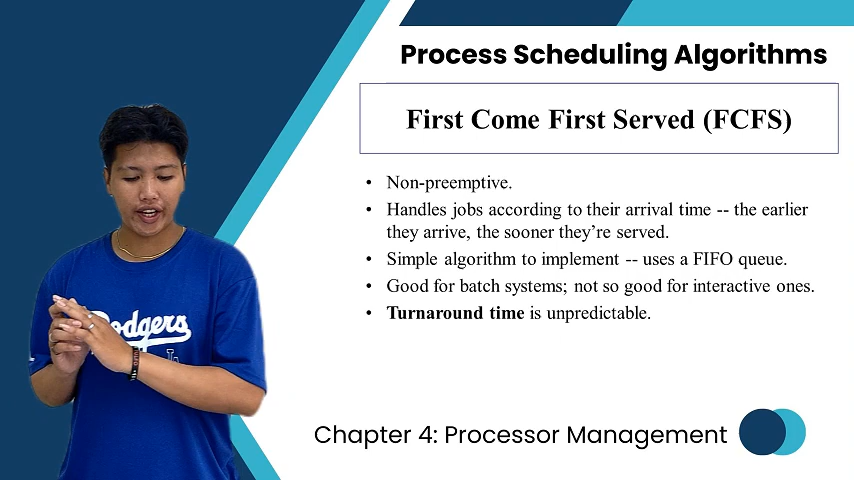 Process Scheduling Algorithms
First Come First Served (FCFS)
• Non-preemptive.
• Handles jobs according to their arrival time -- the earlier
they arrive, the sooner they’re served.
• Simple algorithm to implement -- uses a FIFO queue.
• Good for batch systems; not so good for interactive ones.
• Turnaround time is unpredictable.
Dodgers
LA
Chapter 4: Processor Management